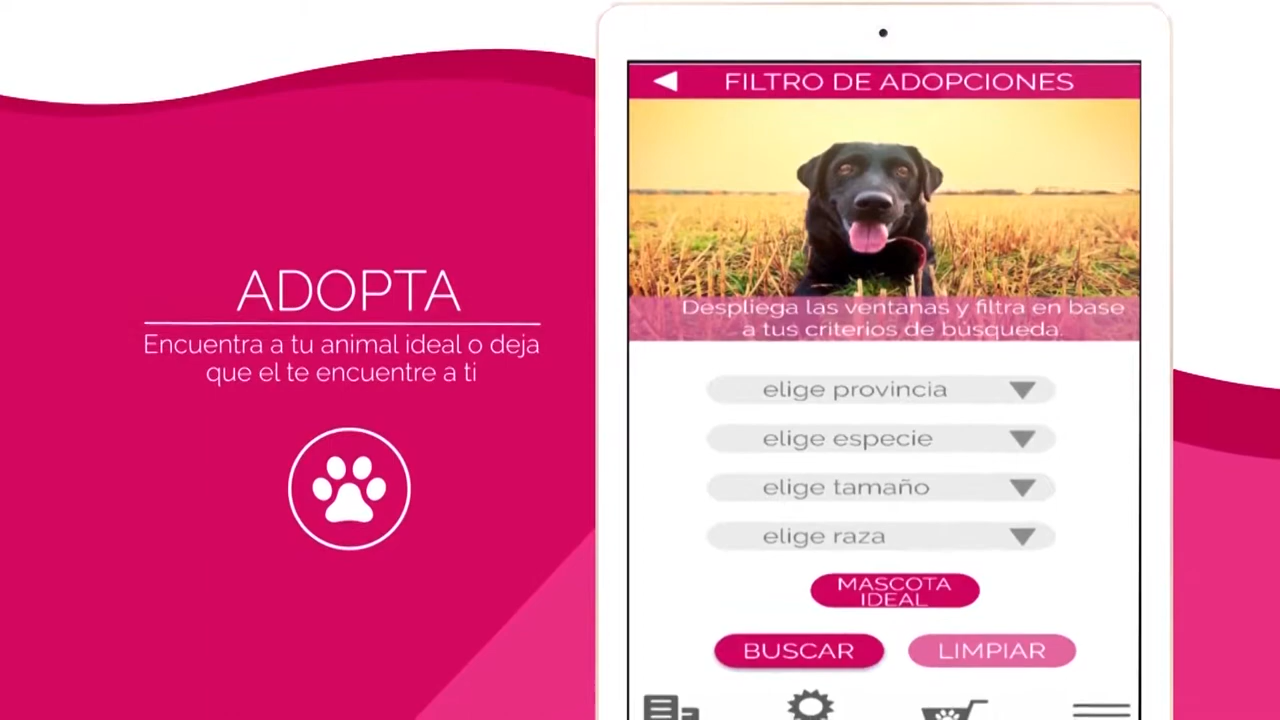 ADOPTA
Encuentra a tu animal ideal o deja
que el te encuentre a ti
FILTRO DE ADOPCIONES
Despliega las ventanas y filtra en base
a tus criterios de búsqueda.
elige provincia
elige especie
elige tamaño
elige raza
MASCOTA
IDEAL
BUSCAR
LIMPIAR